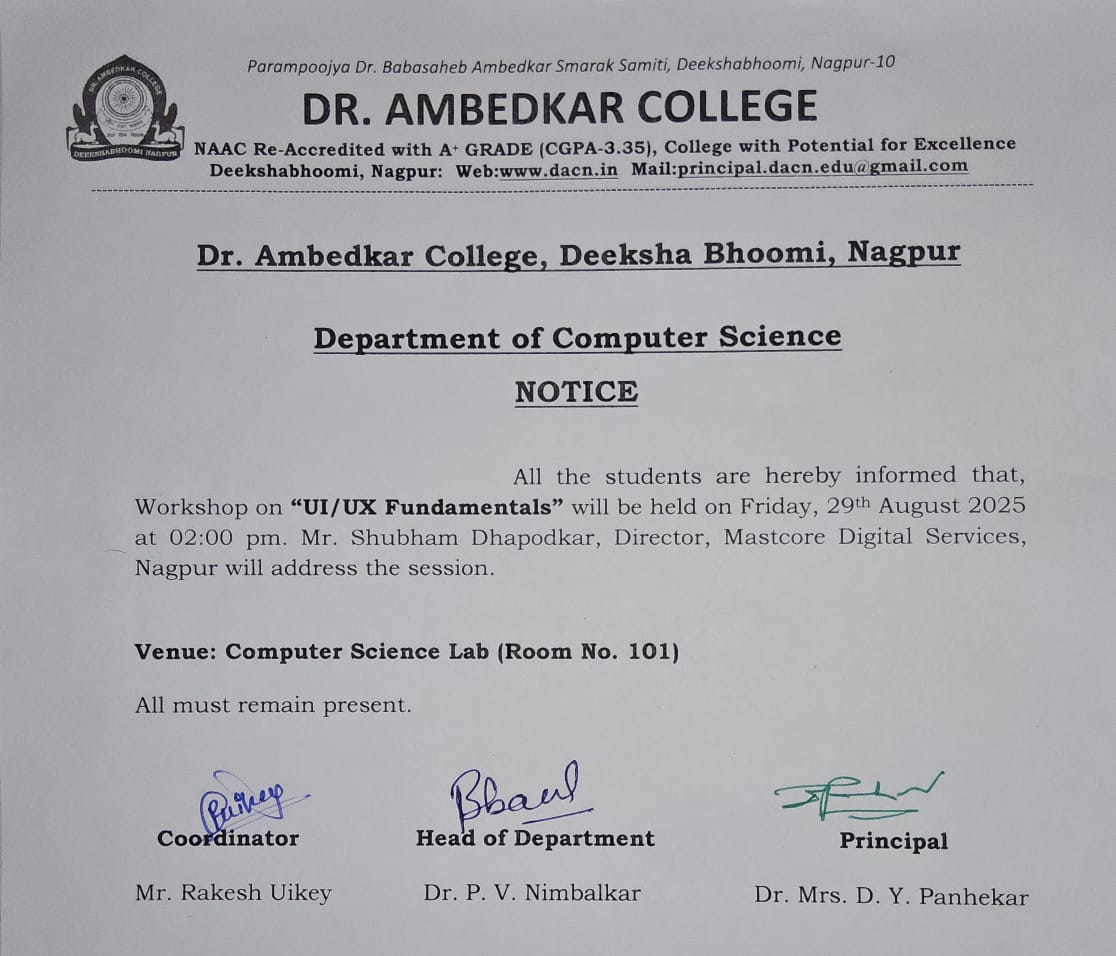 DR. AMBEDKAR COLLEGE
DEEKSHABHOOMI NAGPUR
Parampoojya Dr. Babasaheb Ambedkar Smarak Samiti, Deekshabhoomi, Nagpur-10
DR. AMBEDKAR COLLEGE
NAAC Re-Accredited with A+ GRADE (CGPA-3.35), College with Potential for Excellence
Deekshabhoomi, Nagpur: Web:www.dacn.in Mail:principal.dacn.edu@gmail.com
Dr. Ambedkar College, Deeksha Bhoomi, Nagpur
Department of Computer Science
NOTICE
All the students are hereby informed that,
Workshop on “UI/UX Fundamentals” will be held on Friday, 29th August 2025
at 02:00 pm. Mr. Shubham Dhapodkar, Director, Mastcore Digital Services,
Nagpur will address the session.
Venue: Computer Science Lab (Room No. 101)
All must remain present.
Coordinator Head of Department Principal
Mr. Rakesh Uikey Dr. P. V. Nimbalkar Dr. Mrs. D. Y. Panhekar